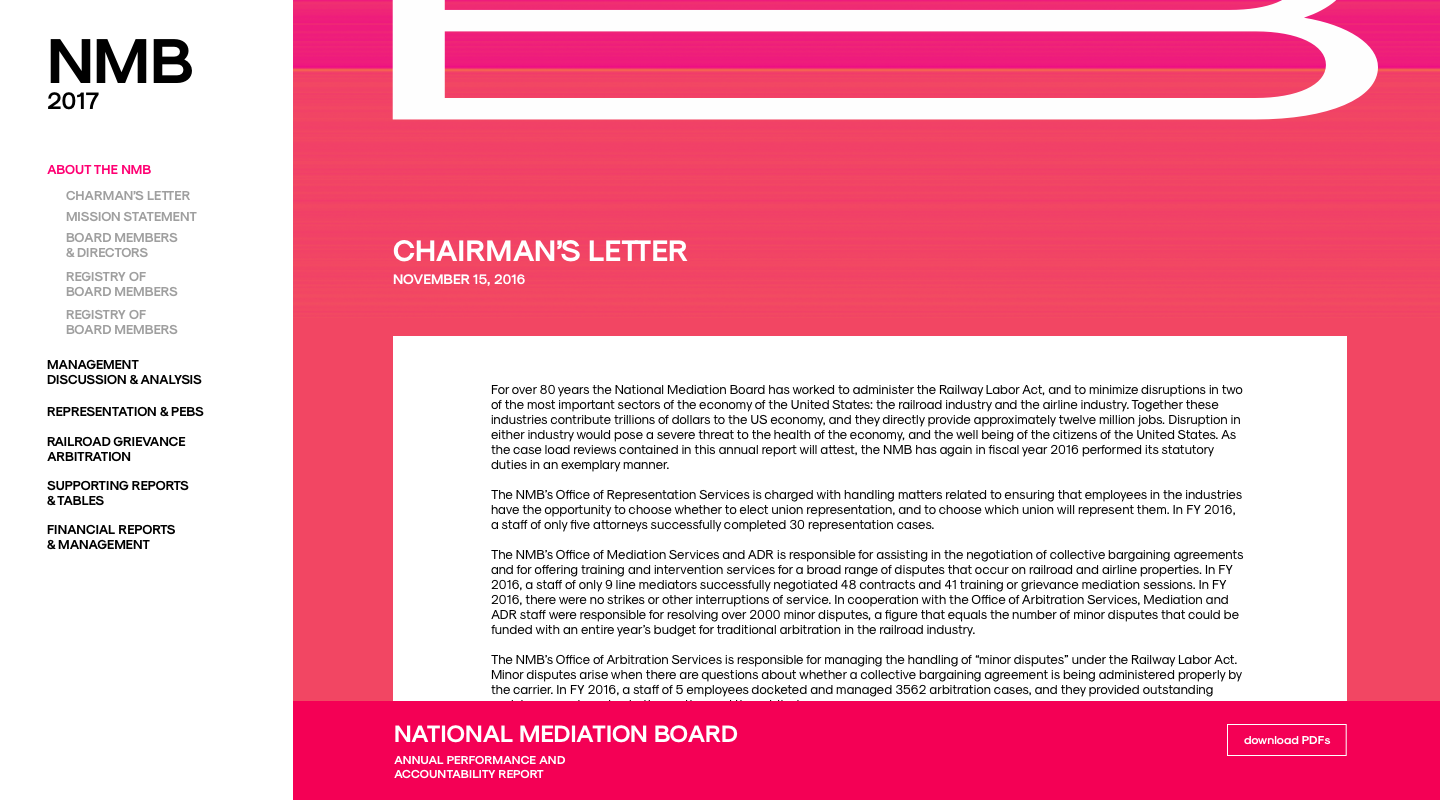 NMB
2017
ABOUT THE NMB
CHARMAN'S LETTER
MISSION STATEMENT
BOARD MEMBERS
& DIRECTORS
REGISTRY OF
BOARD MEMBERS
REGISTRY OF
BOARD MEMBERS
MANAGEMENT
DISCUSSION & ANALYSIS
REPRESENTATION & PEBS
RAILROAD GRIEVANCE
ARBITRATION
SUPPORTING REPORTS
& TABLES
FINANCIAL REPORTS
& MANAGEMENT
B
CHAIRMAN'S LETTER
NOVEMBER 15, 2016
For over 80 years the National Mediation Board has worked to administer the Railway Labor Act, and to minimize disruptions in two
of the most important sectors of the economy of the United States: the railroad industry and the airline industry. Together these
industries contribute trillions of dollars to the US economy, and they directly provide approximately twelve million jobs. Disruption in
either industry would pose a severe threat to the health of the economy, and the well being of the citizens of the United States. As
the case load reviews contained in this annual report will attest, the NMB has again in fiscal year 2016 performed its statutory
duties in an exemplary manner.
The NMB's Office of Representation Services is charged with handling matters related to ensuring that employees in the industries
have the opportunity to choose whether to elect union representation, and to choose which union will represent them. In FY 2016,
a staff of only five attorneys successfully completed 30 representation cases.
The NMB's Office of Mediation Services and ADR is responsible for assisting in the negotiation of collective bargaining agreements
and for offering training and intervention services for a broad range of disputes that occur on railroad and airline properties. In FY
2016, a staff of only 9 line mediators successfully negotiated 48 contracts and 41 training or grievance mediation sessions. In FY
2016, there were no strikes or other interruptions of service. In cooperation with the Office of Arbitration Services, Mediation and
ADR staff were responsible for resolving over 2000 minor disputes, a figure that equals the number of minor disputes that could be
funded with an entire year's budget for traditional arbitration in the railroad industry.
The NMB's Office of Arbitration Services is responsible for managing the handling of "minor disputes" under the Railway Labor Act.
Minor disputes arise when there are questions about whether a collective bargaining agreement is being administered properly by
the carrier. In FY 2016, a staff of 5 employees docketed and managed 3562 arbitration cases, and they provided outstanding
NATIONAL MEDIATION BOARD
ANNUAL PERFORMANCE AND
ACCOUNTABILITY REPORT
download PDFs